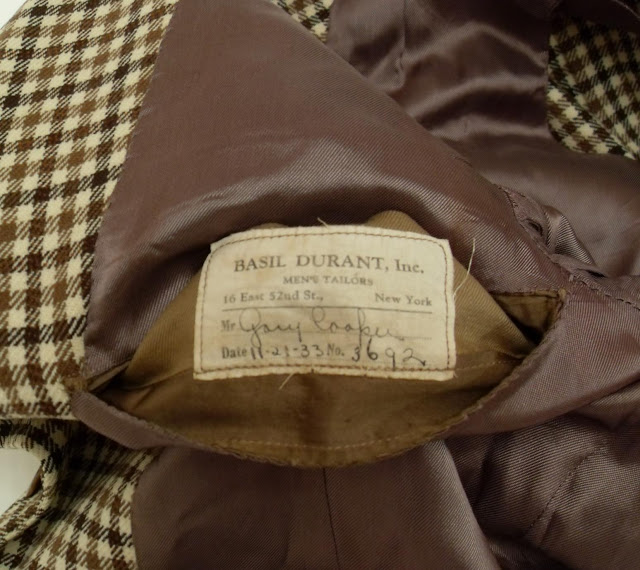 BASIL DURANT, Inc.
MEN'S TAILORS
16 East 52nd St., New York
Mr Gary Cooper
Date 11-21-33 No. 3692